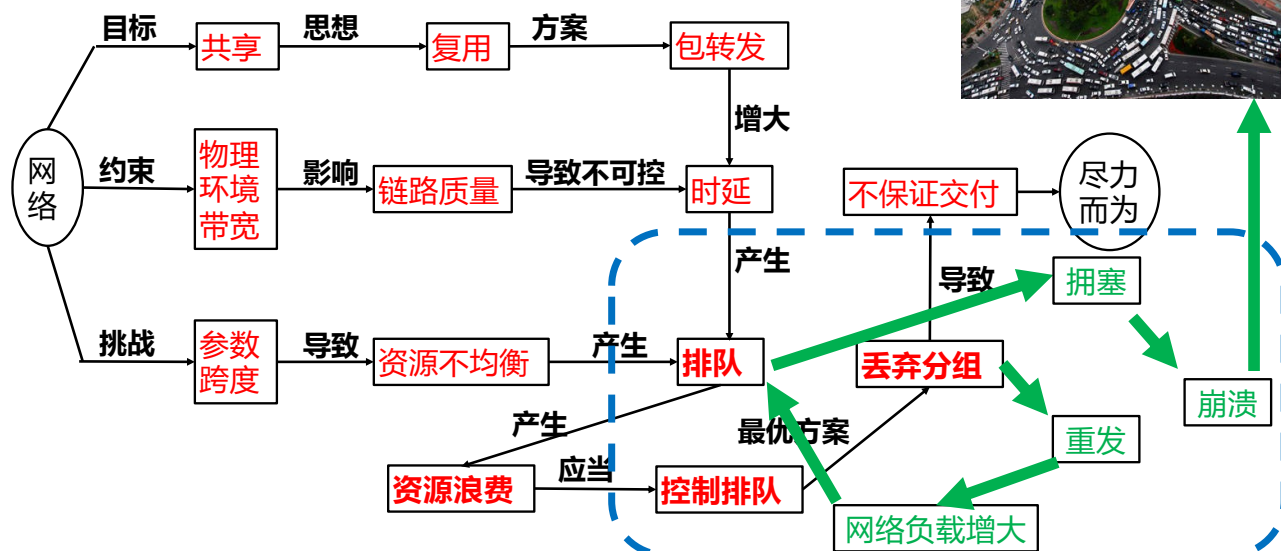 目标
共享
思想
复用
方案
包转发
增大
网
络
约束
物理
环境
带宽
影响
链路质量
导致不可控
时延
不保证交付
尽力
而为
产生
导致
拥塞
挑战
参数
跨度
导致
资源不均衡
产生
排队
丢弃分组
崩溃
产生
最优方案
重发
资源浪费
应当
控制排队
网络负载增大